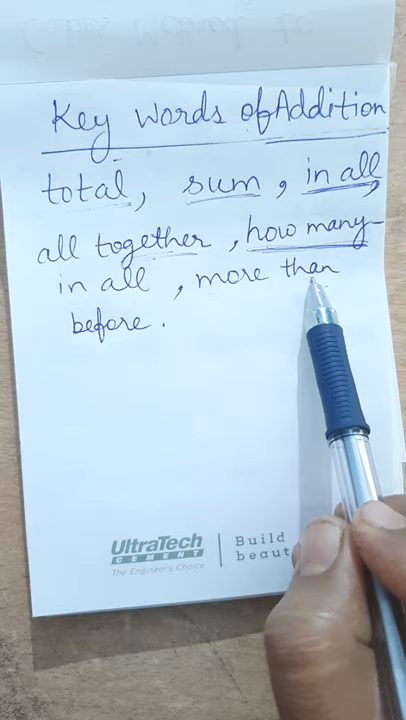 Key Words of Addition
total, sum, in all,
all together, how many
in all, more than
before.
UltraTech
CEMENT
The Engineer's Choice
Build
beaut